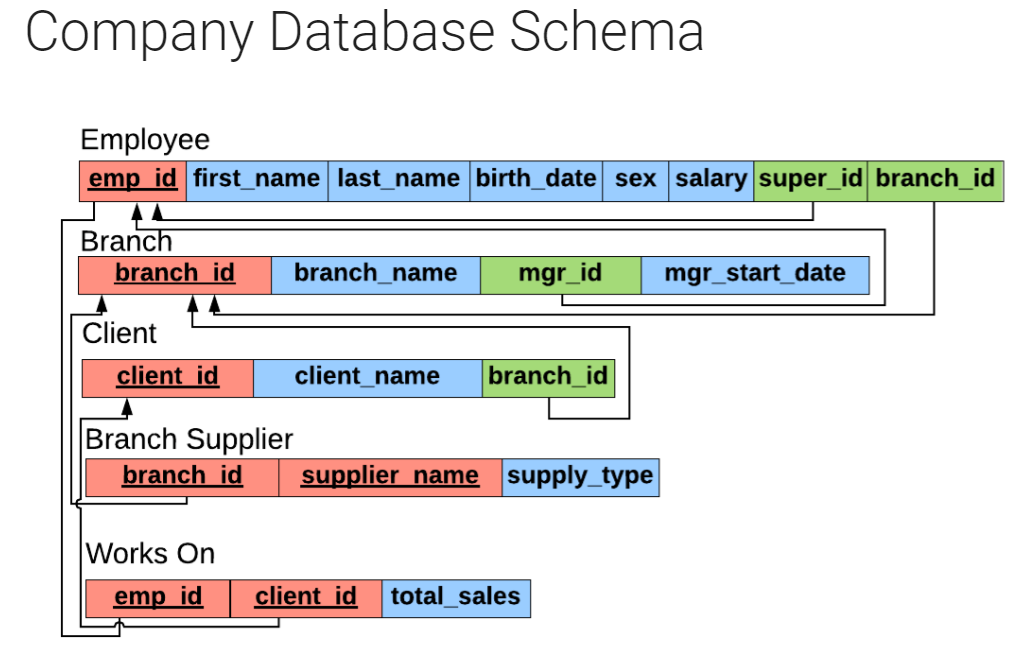 Company Database Schema
Employee
emp_id first_name last_name birth_date sex salary super_id branch_id
Branch
branch_id branch_name mgr_id mgr_start_date
Client
client_id client_name branch_id
Branch Supplier
branch_id supplier_name supply_type
Works On
emp_id client_id total_sales